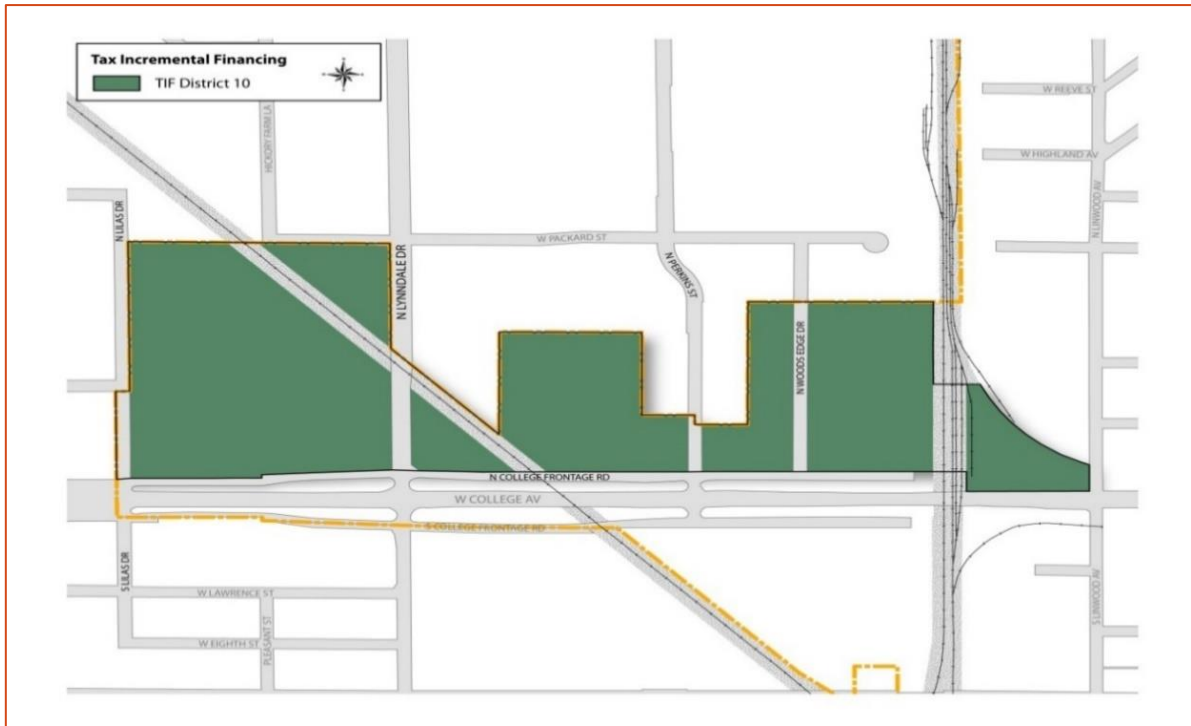 Tax Incremental Financing
TIF District 10
W REEVE ST
HICKORY FARM LA
W HIGHLAND AV
N LILAS DR
N LINWOOD AV
W PACKARD ST
N LYNNDALE DR
N PERKINS ST
N WOODS EDGE DR
N COLLEGE FRONTAGE RD
W COLLEGE AV
S COLLEGE FRONTAGE RD
S LILAS DR
W LAWRENCE ST
S LINWOOD AV
PLEASANT ST
W EIGHTH ST